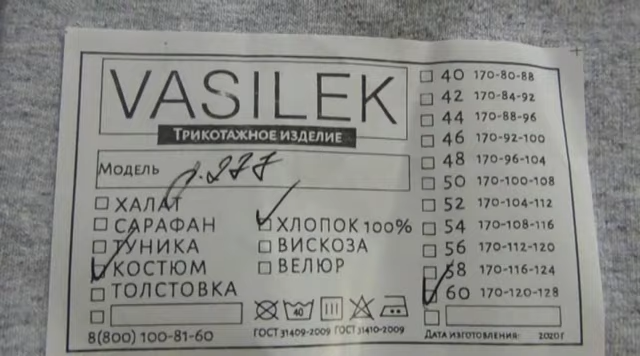 VASILEK
ТРИКОТАЖНОЕ ИЗДЕЛИЕ
Модель р. 277
ХАЛАТ
САРАФАН
ТУНИКА
КОСТЮМ
ТОЛСТОВКА
8(800) 100-81-60
ХЛОПОК 100%
ВИСКОЗА
ВЕЛЮР
40
ГОСТ 31409-2009 ГОСТ 31410-2009
40 170-80-88
42 170-84-92
44 170-88-96
46 170-92-100
48 170-96-104
50 170-100-108
52 170-104-112
54 170-108-116
56 170-112-120
58 170-116-124
60 170-120-128
ДАТА ИЗГОТОВЛЕНИЯ: 2020 г